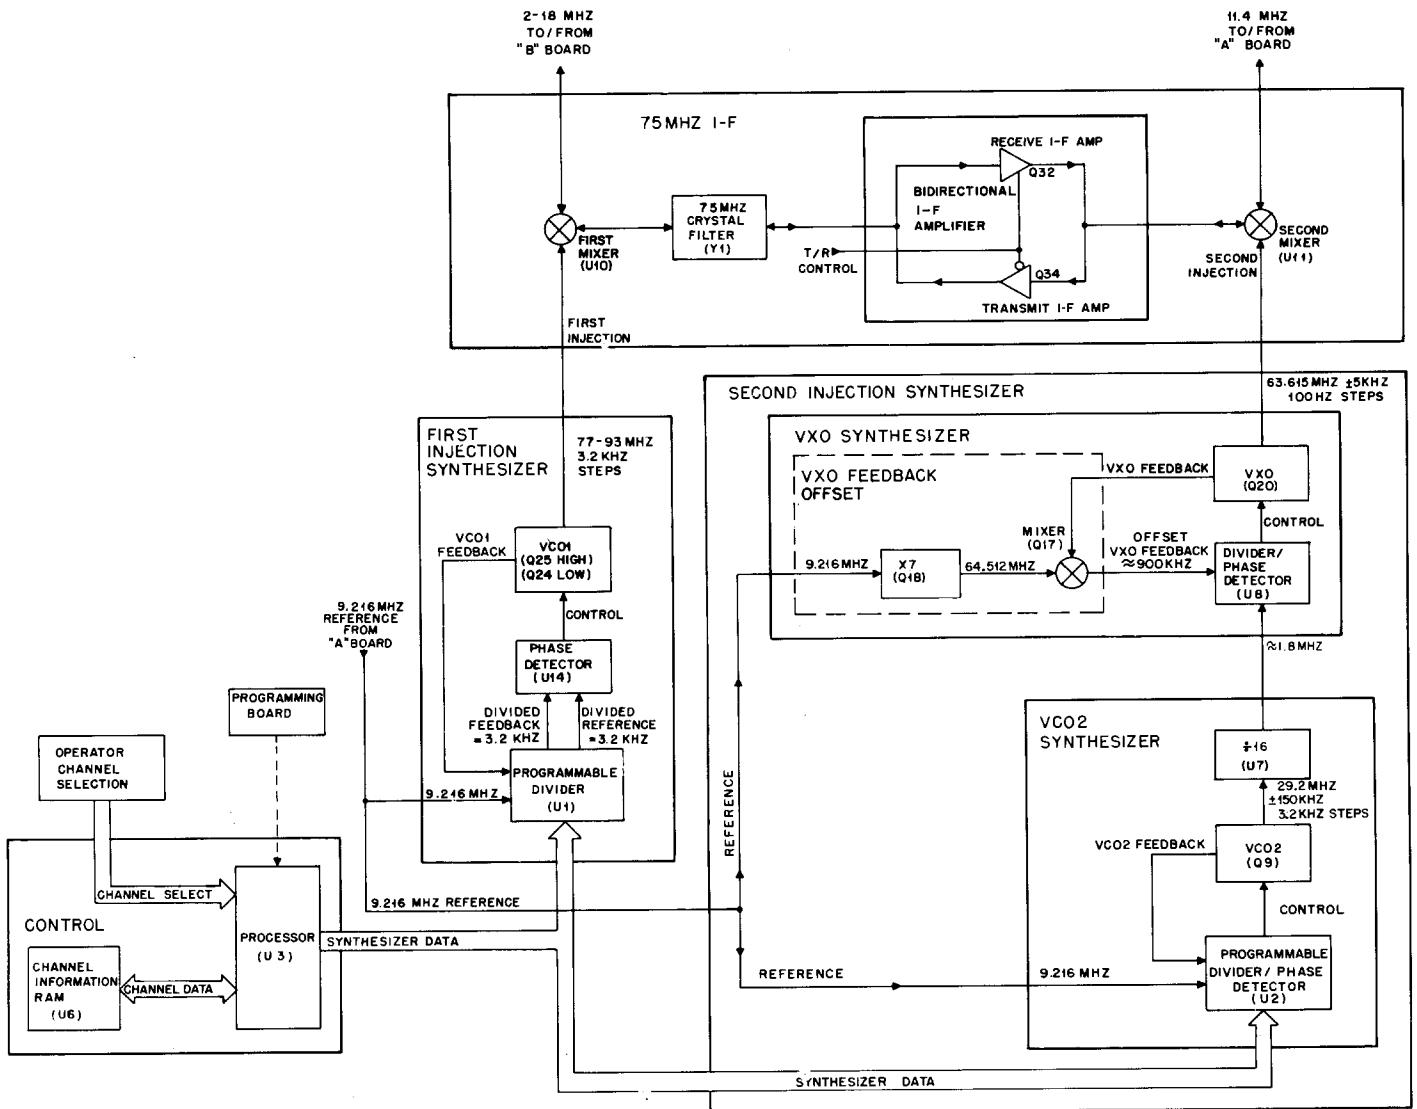 2-18 MHZ
TO/FROM
"B" BOARD
11.4 MHZ
TO/FROM
"A" BOARD
75MHZ I-F
RECEIVE I-F AMP
Q32
BIDIRECTIONAL
I-F
AMPLIFIER
75MHZ
CRYSTAL
FILTER
(Y1)
FIRST
MIXER
(U10)
T/R
CONTROL
Q34
TRANSMIT I-F AMP
SECOND
MIXER
(U11)
SECOND
INJECTION
FIRST
INJECTION
SECOND INJECTION SYNTHESIZER
63.615MHZ ±5KHZ
100HZ STEPS
FIRST
INJECTION
SYNTHESIZER
77-93 MHZ
3.2 KHZ
STEPS
VCO1
FEEDBACK
VCO1
(Q25 HIGH)
(Q24 LOW)
CONTROL
PHASE
DETECTOR
(U14)
DIVIDED
FEEDBACK
=3.2 KHZ
DIVIDED
REFERENCE
=3.2 KHZ
PROGRAMMABLE
DIVIDER
(U1)
9.216 MHZ
9.216 MHZ
REFERENCE
FROM
"A" BOARD
VXO SYNTHESIZER
VXO FEEDBACK
OFFSET
VXO FEEDBACK
VXO
(Q20)
CONTROL
MIXER
(Q17)
OFFSET
VXO FEEDBACK
≈900KHZ
DIVIDER/
PHASE
DETECTOR
(U8)
9.216MHZ
X7
(Q18)
64.512MHZ
≈1.8MHZ
PROGRAMMING
BOARD
OPERATOR
CHANNEL
SELECTION
CHANNEL SELECT
CONTROL
PROCESSOR
(U3)
CHANNEL
INFORMATION
RAM
(U6)
CHANNEL DATA
9.216 MHZ REFERENCE
SYNTHESIZER DATA
REFERENCE
REFERENCE
9.216 MHZ
VCO2
SYNTHESIZER
÷16
(U7)
29.2MHZ
±150KHZ
3.2KHZ STEPS
VCO2 FEEDBACK
VCO2
(Q9)
CONTROL
PROGRAMMABLE
DIVIDER/ PHASE
DETECTOR
(U2)
SYNTHESIZER DATA